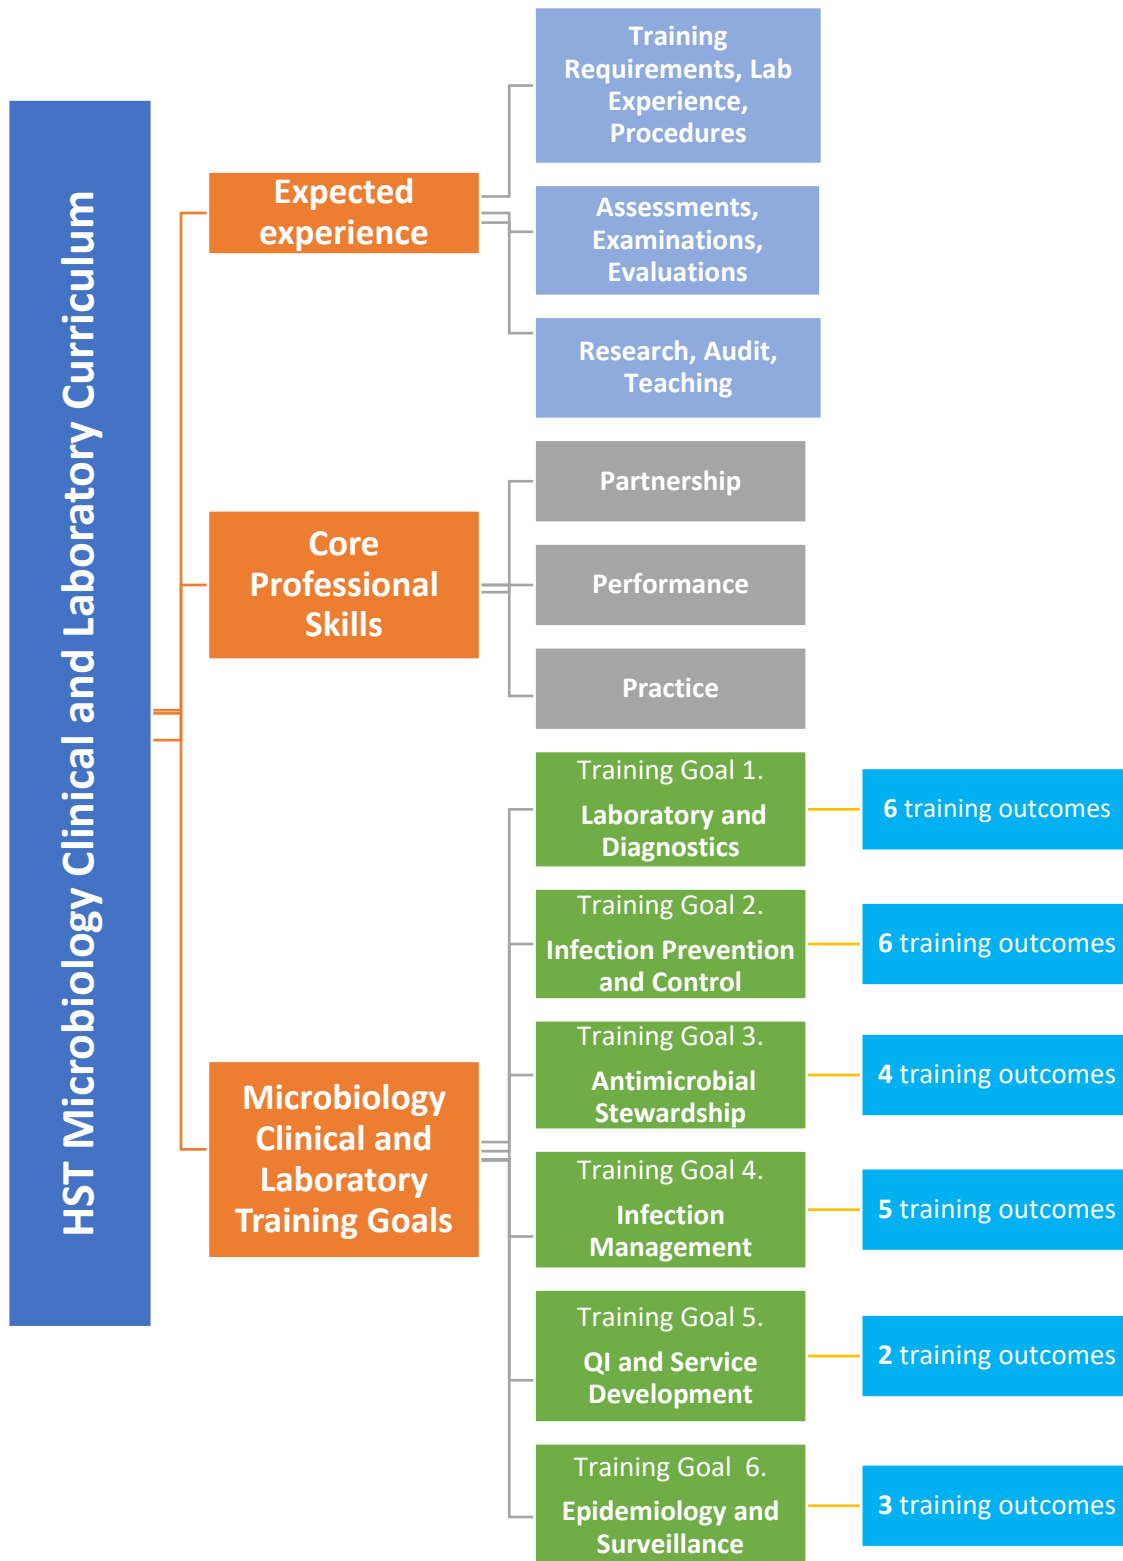 HST Microbiology Clinical and Laboratory Curriculum
Expected
experience
Training
Requirements, Lab
Experience,
Procedures
Assessments,
Examinations,
Evaluations
Research, Audit,
Teaching
Core
Professional
Skills
Partnership
Performance
Practice
Microbiology
Clinical and
Laboratory
Training Goals
Training Goal 1.
Laboratory and
Diagnostics
6 training outcomes
Training Goal 2.
Infection Prevention
and Control
6 training outcomes
Training Goal 3.
Antimicrobial
Stewardship
4 training outcomes
Training Goal 4.
Infection
Management
5 training outcomes
Training Goal 5.
QI and Service
Development
2 training outcomes
Training Goal  6.
Epidemiology and
Surveillance
3 training outcomes